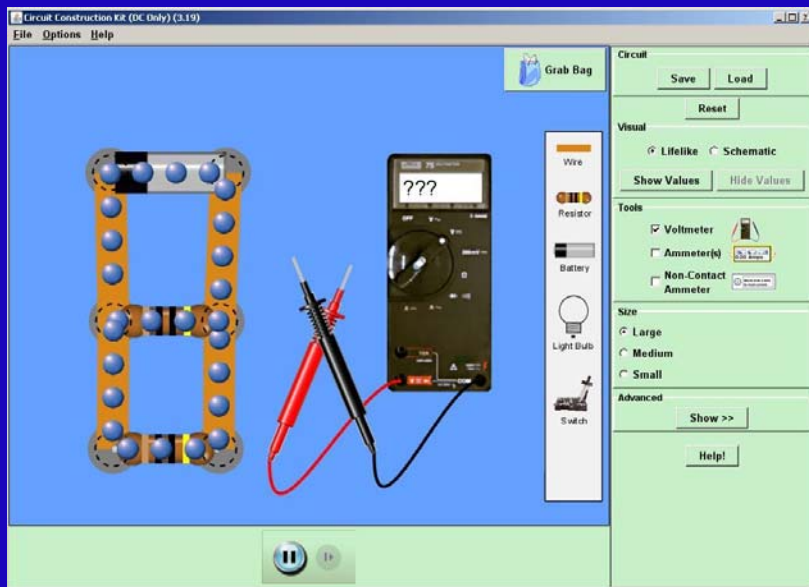 Circuit Construction Kit (DC Only) (3.19)
File Options Help
Grab Bag
???
OFF
Wire
Resistor
Battery
Light Bulb
Switch
Circuit
Save Load
Reset
Visual
Lifelike Schematic
Show Values Hide Values
Tools
Voltmeter
Ammeter(s)
Non-Contact
Ammeter
Size
Large
Medium
Small
Advanced
Show >>
Help!